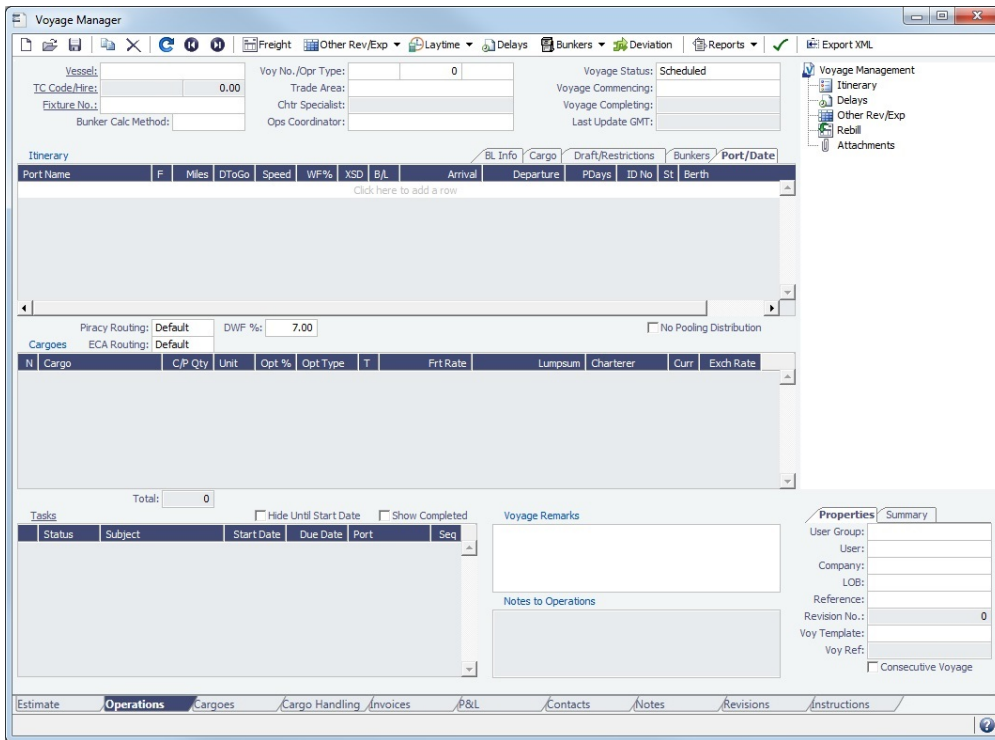 Voyage Manager
Freight Other Rev/Exp Laytime Delays Bunkers Deviation Reports Export XML
Vessel: Voy No./Opr Type: 0 Voyage Status: Scheduled
TC Code/Hire: 0.00 Trade Area: Voyage Commencing:
Fixture No.: Chtr Specialist: Voyage Completing:
Bunker Calc Method: Ops Coordinator: Last Update GMT:
Voyage Management
Itinerary
Delays
Other Rev/Exp
Rebill
Attachments
Itinerary BL Info Cargo Draft/Restrictions Bunkers Port/Date
Port Name F Miles DToGo Speed WF% XSD B/L Arrival Departure PDays ID No St Berth
Click here to add a row
Piracy Routing: Default DWF %: 7.00 No Pooling Distribution
Cargoes ECA Routing: Default
N Cargo C/P Qty Unit Opt % Opt Type T Frt Rate Lumpsum Charterer Curr Exch Rate
Total: 0
Tasks Hide Until Start Date Show Completed
Status Subject Start Date Due Date Port Seq
Voyage Remarks
Notes to Operations
Properties Summary
User Group:
User:
Company:
LOB:
Reference:
Revision No.: 0
Voy Template:
Voy Ref:
Consecutive Voyage
Estimate Operations Cargoes Cargo Handling Invoices P&L Contacts Notes Revisions Instructions